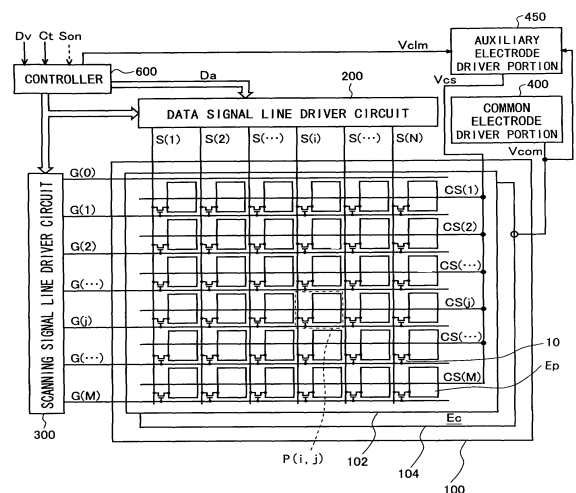 Dv Ct Son
450
Vclm
AUXILIARY
ELECTRODE
DRIVER PORTION
600
CONTROLLER
Da
200
Vcs
400
DATA SIGNAL LINE DRIVER CIRCUIT
COMMON
ELECTRODE
DRIVER PORTION
Vcom
S(1) S(2) S(···) S(i) S(···) S(N)
G(0)
CS(1)
G(1)
CS(2)
G(2)
CS(···)
G(···)
CS(j)
G(j)
CS(···)
G(···)
10
CS(M)
Ep
G(M)
SCANNING SIGNAL LINE DRIVER CIRCUIT
300
Ec
P(i,j)
102
104
100